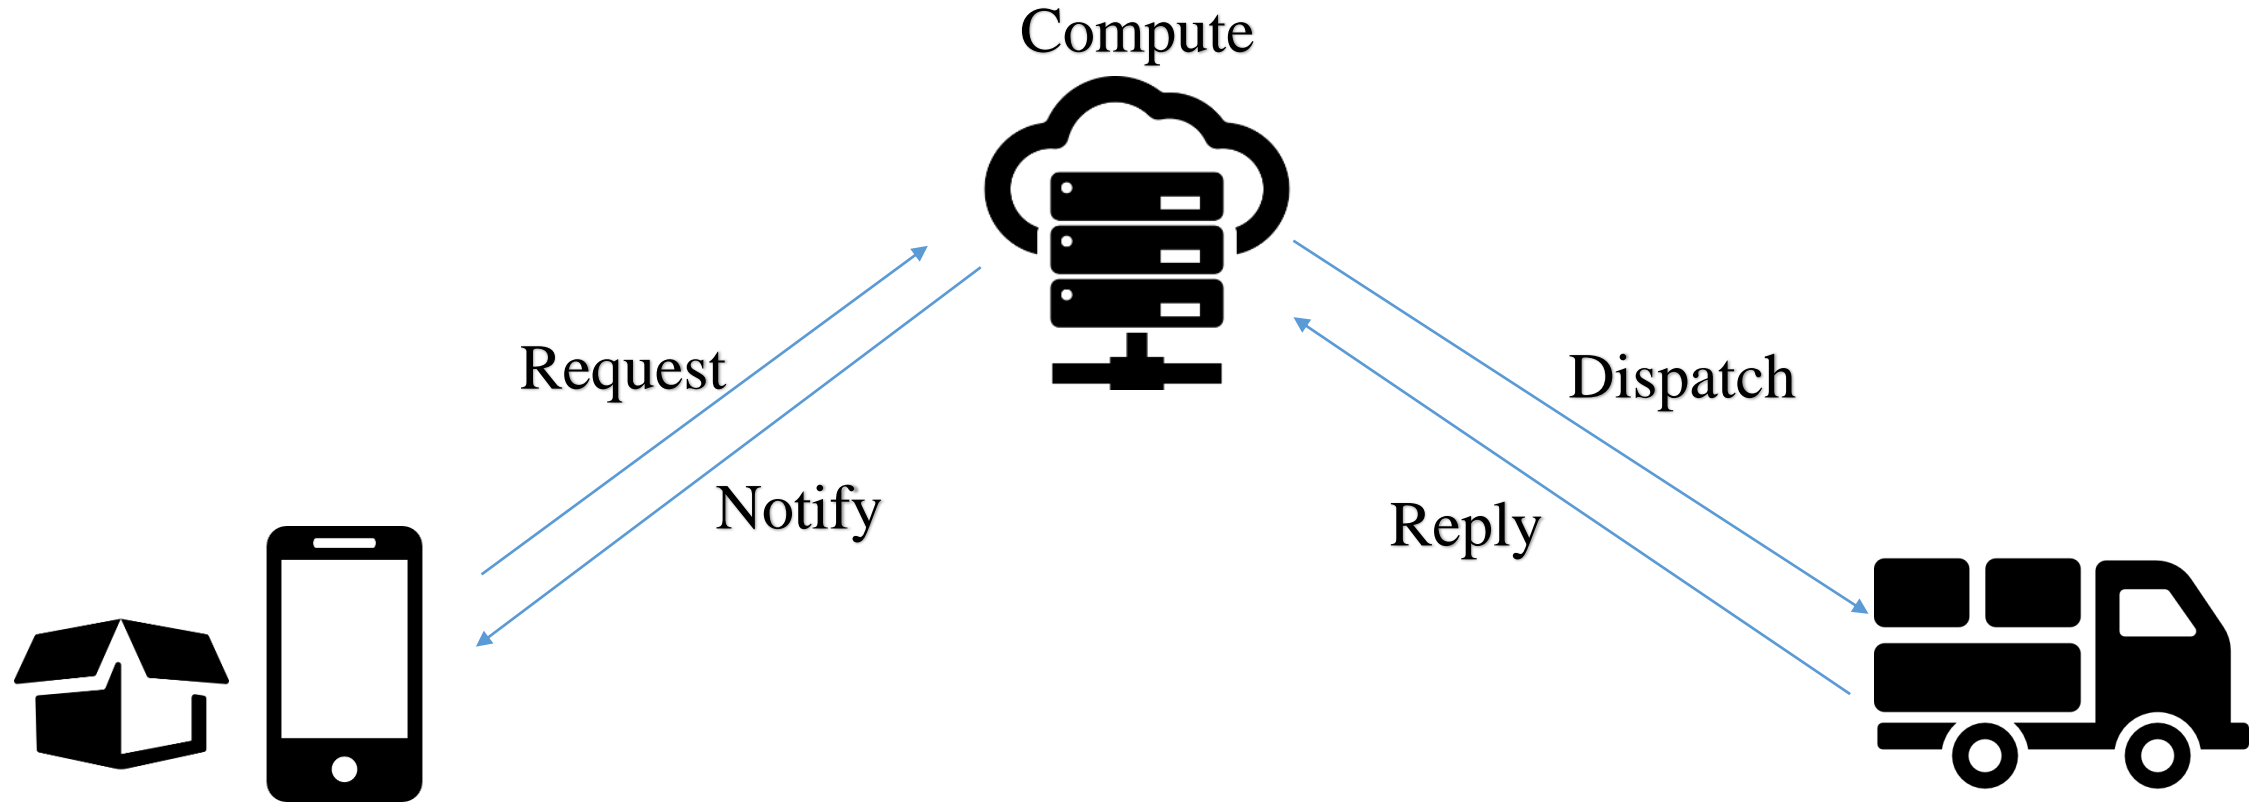 Compute
Request
Dispatch
Notify
Reply